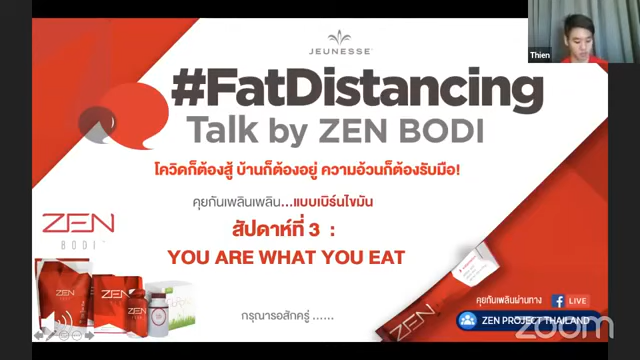 JEUNESSE
Thien
#FatDistancing
Talk by ZEN BODI
โควิดก็ต้องสู้ บ้านก็ต้องอยู่ ความอ้วนก็ต้องรับมือ!
คุยกันเพลินเพลิน...แบบเบิร์นไขมัน
สัปดาห์ที่ 3 :
YOU ARE WHAT YOU EAT
ZEN
BODI
ZEN
ZEN
ZEN
กรุณารอสักครู่ ......
ZEN
คุยกันเพลินผ่านทาง
LIVE
ZEN PROJECT THAILAND
zoom